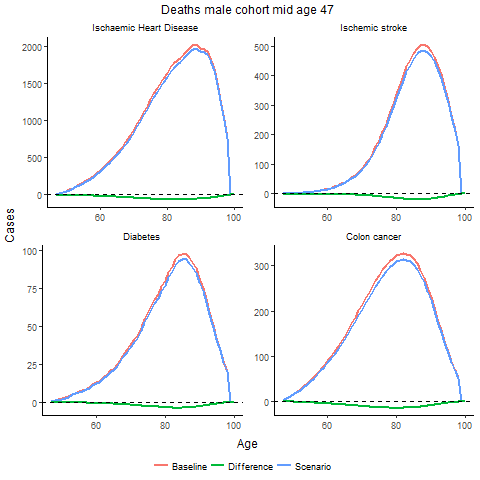 Deaths male cohort mid age 47
Ischaemic Heart Disease
Ischemic stroke
2000
1500
1000
500
0
60 80 100
500
400
300
200
100
0
60 80 100
Cases
Diabetes
Colon cancer
100
75
50
25
0
60 80 100
300
200
100
0
60 80 100
Age
Baseline Difference Scenario